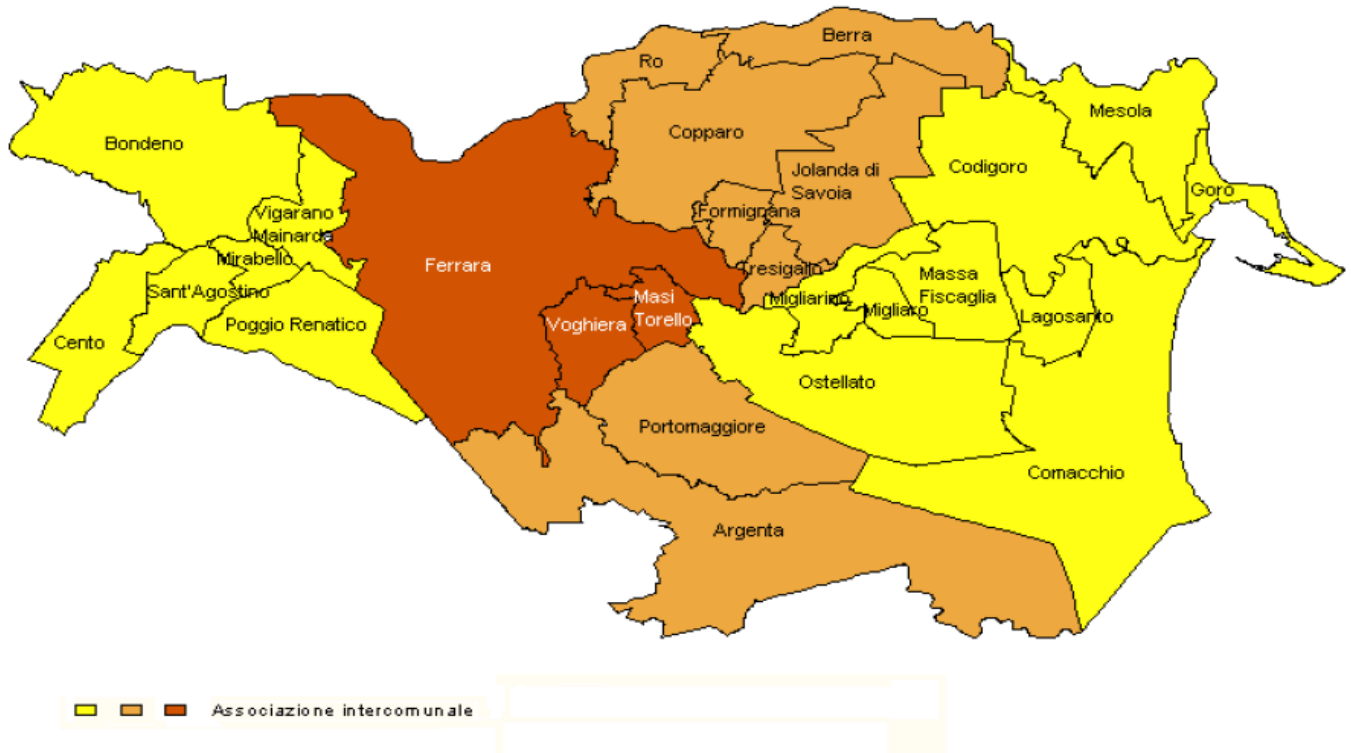 Berra
Ro
Mesola
Copparo
Bondeno
Codigoro
Jolanda di
Savoia
Goro
Formignana
Vigarano
Mainarda
Mirabello
Ferrara
Tresigallo
Massa
Fiscaglia
Sant'Agostino
Masi
Torello
Migliarino
Migliaro
Lagosanto
Poggio Renatico
Voghiera
Cento
Ostellato
Portomaggiore
Comacchio
Argenta
Associazione intercomunale